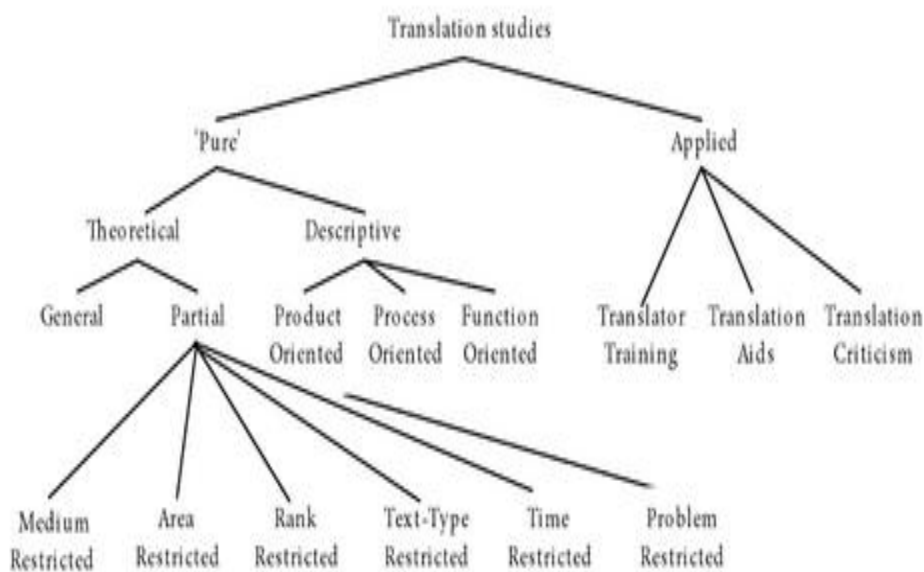 Translation studies
'Pure' Applied
Theoretical Descriptive
General Partial Product Process Function Translator Translation Translation
Oriented Oriented Oriented Training Aids Criticism
Medium Area Rank Text-Type Time Problem
Restricted Restricted Restricted Restricted Restricted Restricted